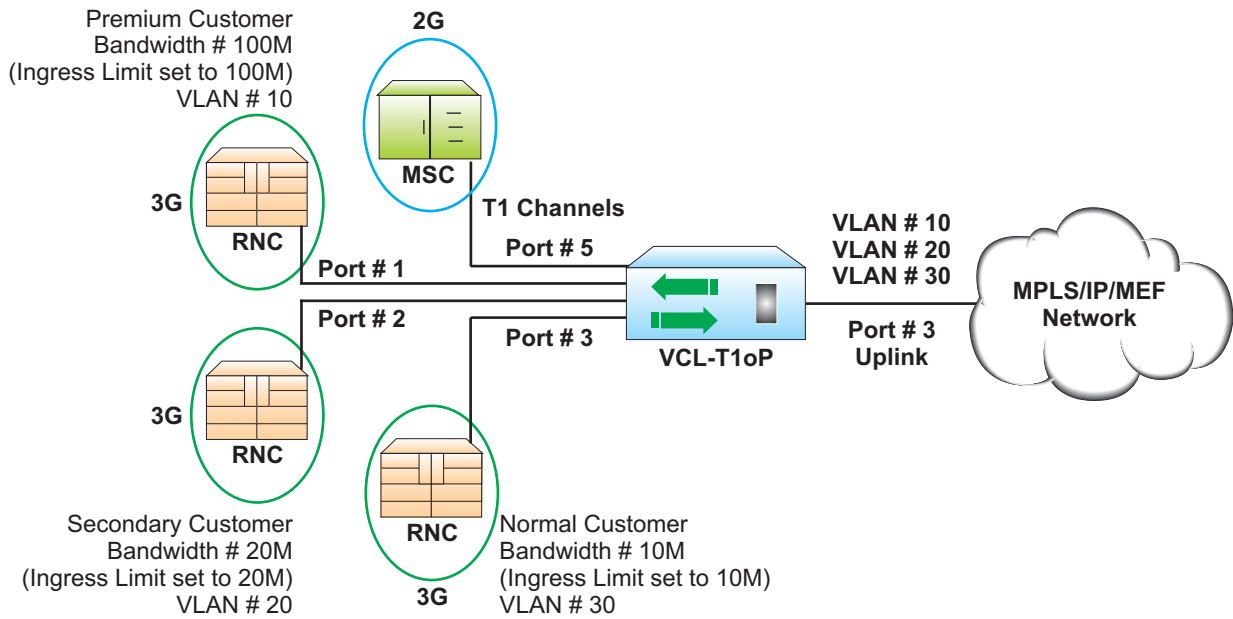 Premium Customer
Bandwidth # 100M
(Ingress Limit set to 100M)
VLAN # 10
2G
MSC
3G
RNC
T1 Channels
Port # 5
Port # 1
Port # 2
Port # 3
VCL-T1oP
VLAN # 10
VLAN # 20
VLAN # 30
Port # 3
Uplink
MPLS/IP/MEF
Network
3G
RNC
Secondary Customer
Bandwidth # 20M
(Ingress Limit set to 20M)
VLAN # 20
RNC
3G
Normal Customer
Bandwidth # 10M
(Ingress Limit set to 10M)
VLAN # 30